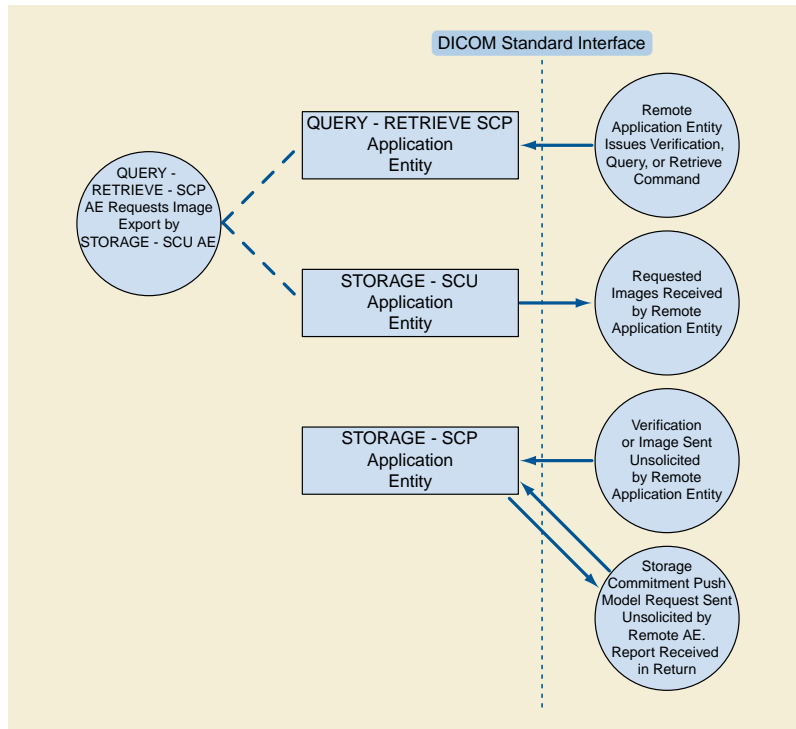 DICOM Standard Interface
QUERY - RETRIEVE SCP
Application
Entity
Remote
Application Entity
Issues Verification,
Query, or Retrieve
Command
QUERY -
RETRIEVE - SCP
AE Requests Image
Export by
STORAGE - SCU AE
STORAGE - SCU
Application
Entity
Requested
Images Received
by Remote
Application Entity
STORAGE - SCP
Application
Entity
Verification
or Image Sent
Unsolicited
by Remote
Application Entity
Storage
Commitment Push
Model Request Sent
Unsolicited by
Remote AE.
Report Received
in Return